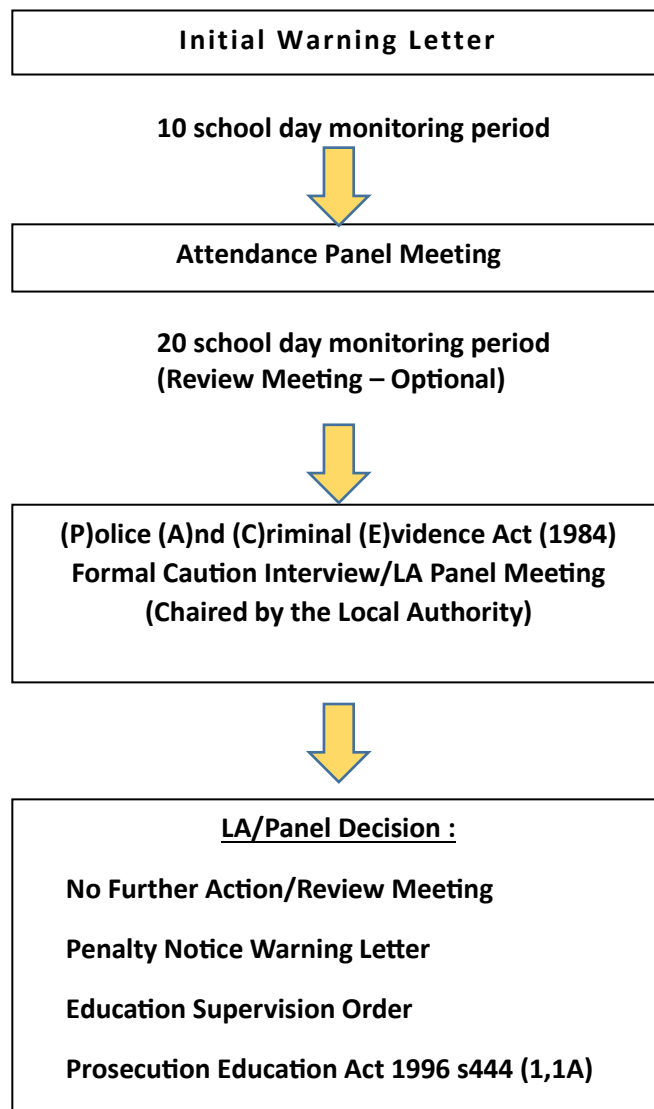 Initial Warning Letter
10 school day monitoring period
Attendance Panel Meeting
20 school day monitoring period
(Review Meeting – Optional)
(P)olice (A)nd (C)riminal (E)vidence Act (1984)
Formal Caution Interview/LA Panel Meeting
(Chaired by the Local Authority)
LA/Panel Decision :
No Further Action/Review Meeting
Penalty Notice Warning Letter
Education Supervision Order
Prosecution Education Act 1996 s444 (1,1A)